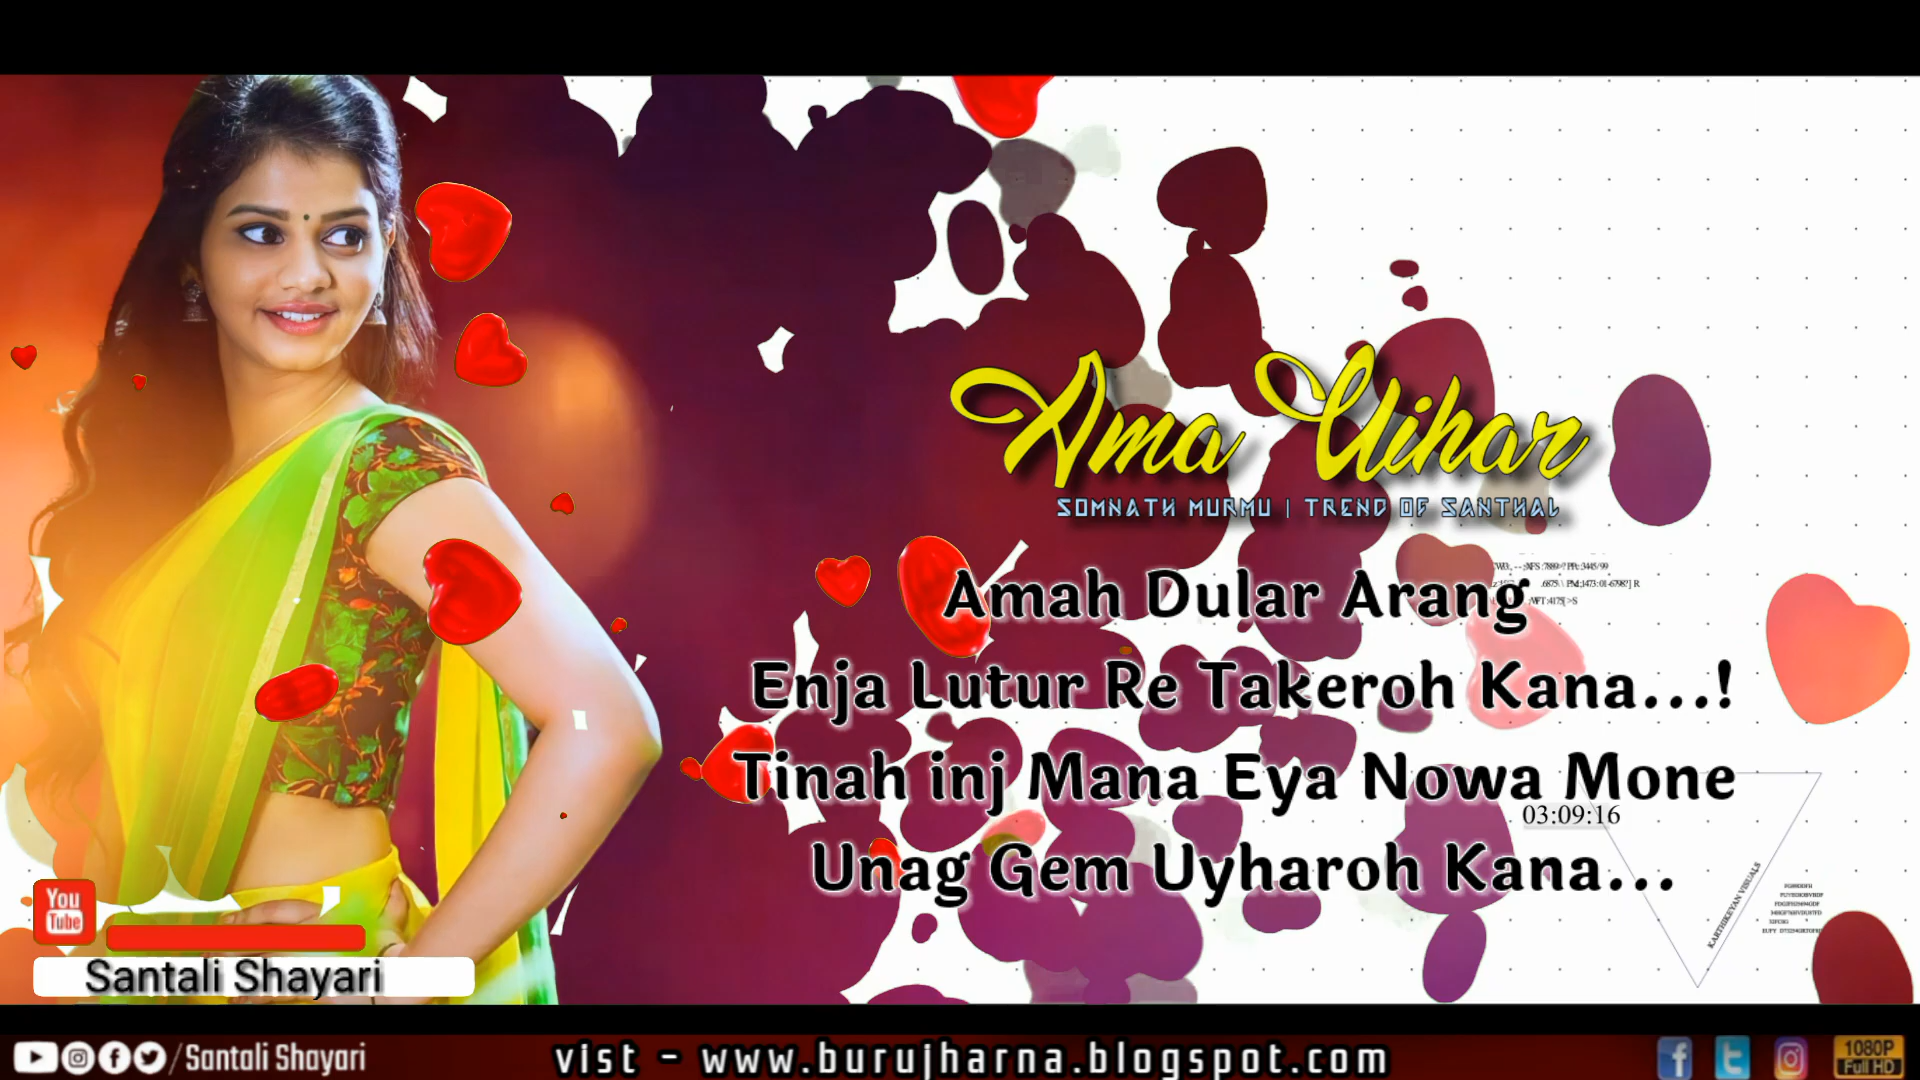 Ama Uihar
SOMNATH MURMU | TREND OF SANTHAL
Amah Dular Arang
Enja Lutur Re Takeroh Kana...!
Tinah inj Mana Eya Nowa Mone
03:09:16
Unag Gem Uyharoh Kana...
KARTHIKEYAN VISUALS
You
Tube
Santali Shayari
/Santali Shayari
vist - www.burujharna.blogspot.com
1080P
Full HD